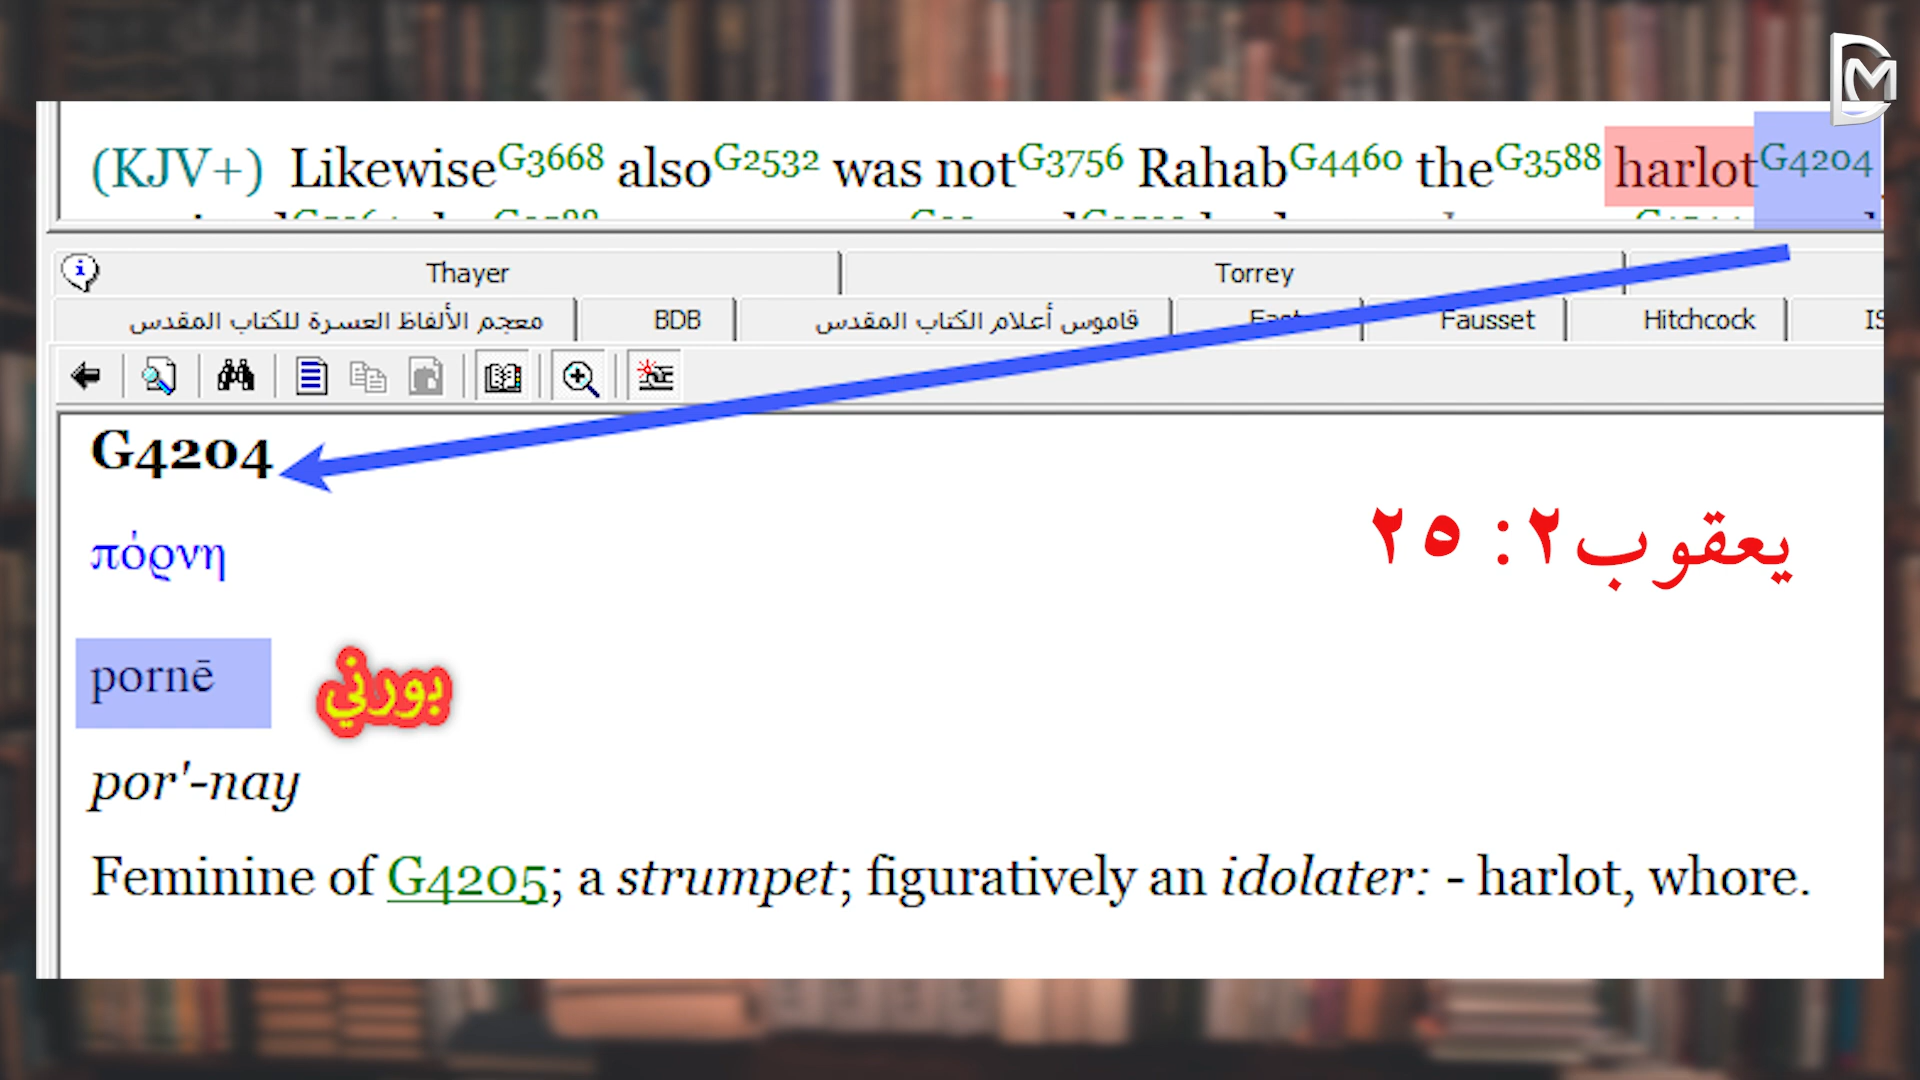 (KJV+) LikewiseG3668 alsoG2532 was notG3756 RahabG4460 theG3588 harlotG4204
Thayer Torrey
معجم الألفاظ العسرة للكتاب المقدس BDB قاموس أعلام الكتاب المقدس Fausset Hitchcock
G4204
يعقوب٢: ٢٥
πόρνη
pornē بورني
por'-nay
Feminine of G4205; a strumpet; figuratively an idolater: - harlot, whore.